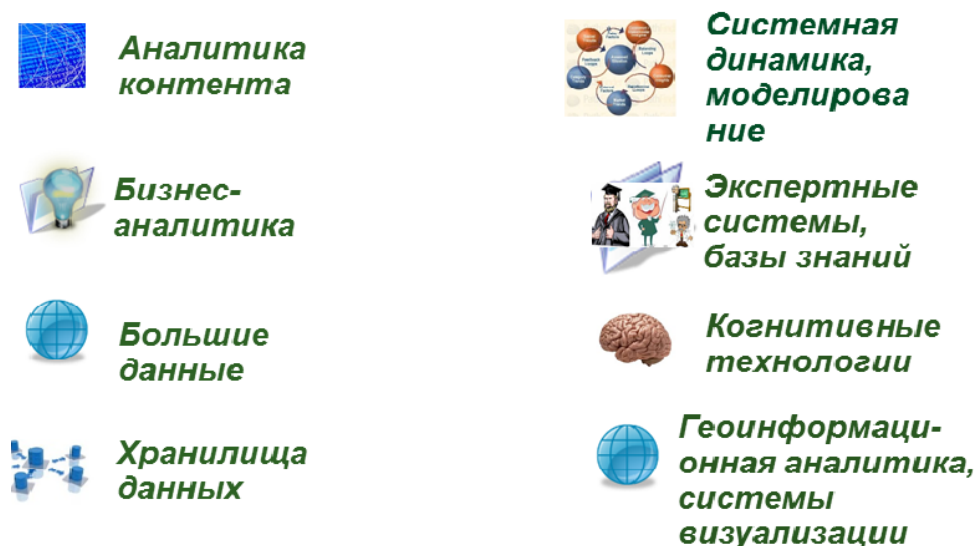 Аналитика
контента
Бизнес-
аналитика
Большие
данные
Хранилища
данных
Системная
динамика,
моделирова
ние
Экспертные
системы,
базы знаний
Когнитивные
технологии
Геоинформаци-
онная аналитика,
системы
визуализации